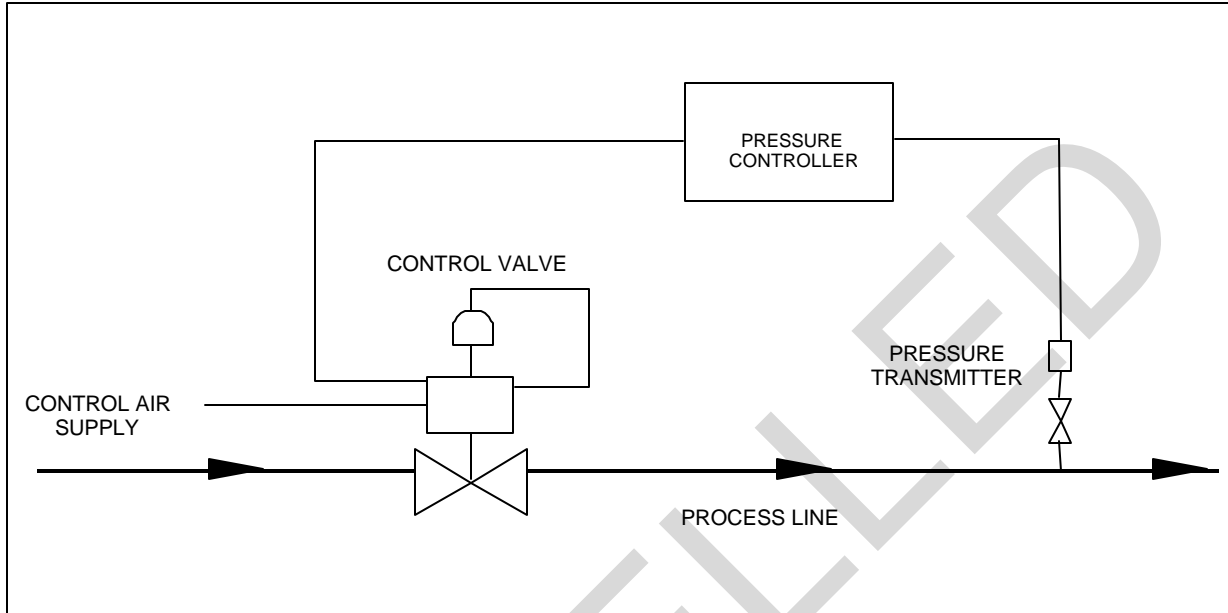 PRESSURE
CONTROLLER
CONTROL VALVE
PRESSURE
TRANSMITTER
CONTROL AIR
SUPPLY
PROCESS LINE